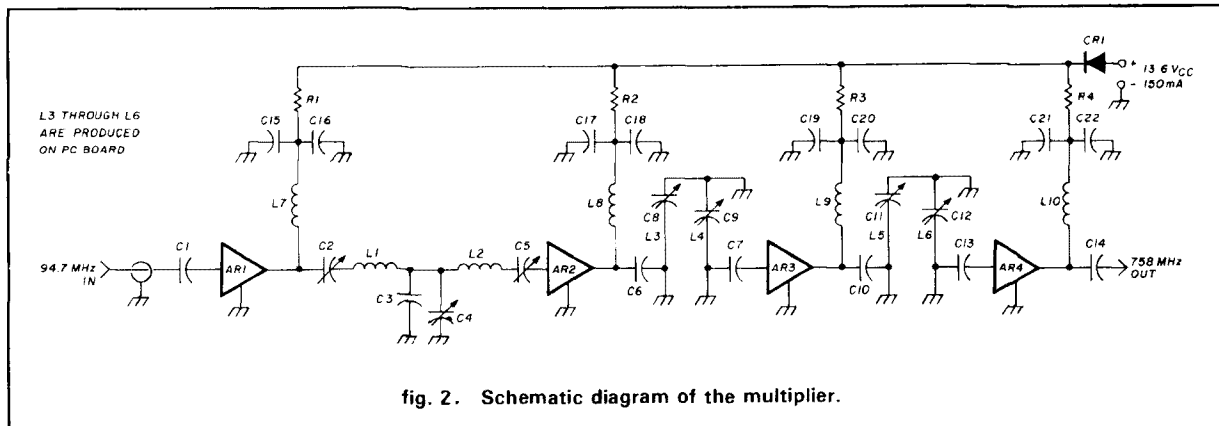 CR1
+ 13.6 VCC
- 150mA
R1
R2
R3
R4
L3 THROUGH L6
ARE PRODUCED
ON PC BOARD
C15
C16
C17
C18
C19
C20
C21
C22
L7
L8
L9
L10
C8
C9
C11
C12
L3
L4
L5
L6
94.7 MHz
IN
C1
AR1
C2
L1
L2
C5
AR2
C6
C7
AR3
C10
C13
AR4
C14
758 MHz
OUT
C3
C4
fig. 2. Schematic diagram of the multiplier.